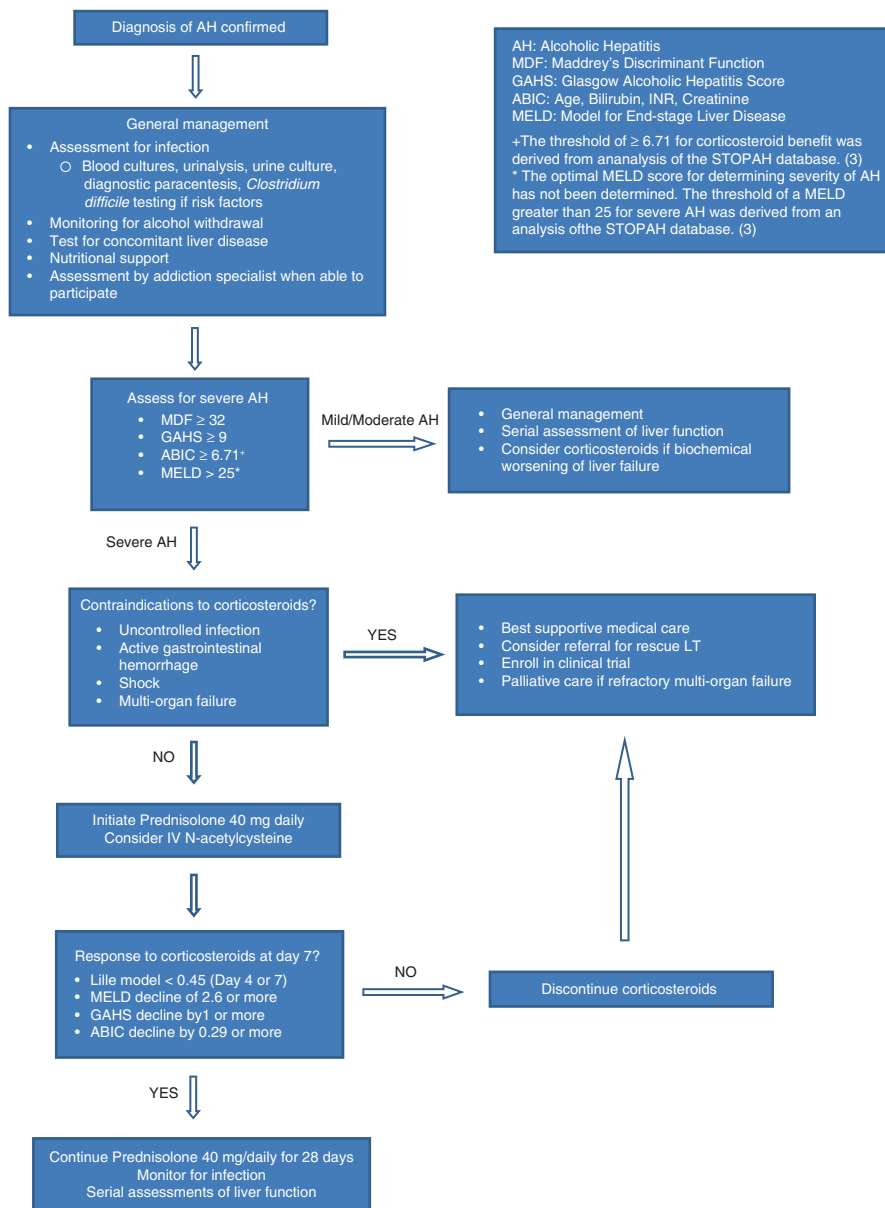 Diagnosis of AH confirmed
AH: Alcoholic Hepatitis
MDF: Maddrey's Discriminant Function
GAHS: Glasgow Alcoholic Hepatitis Score
ABIC: Age, Bilirubin, INR, Creatinine
MELD: Model for End-stage Liver Disease
+The threshold of ≥ 6.71 for corticosteroid benefit was
derived from ananalysis of the STOPAH database. (3)
* The optimal MELD score for determining severity of AH
has not been determined. The threshold of a MELD
greater than 25 for severe AH was derived from an
analysis ofthe STOPAH database. (3)
General management
• Assessment for infection
○ Blood cultures, urinalysis, urine culture,
diagnostic paracentesis, Clostridium
difficile testing if risk factors
• Monitoring for alcohol withdrawal
• Test for concomitant liver disease
• Nutritional support
• Assessment by addiction specialist when able to
participate
Assess for severe AH
• MDF ≥ 32
• GAHS ≥ 9
• ABIC ≥ 6.71+
• MELD > 25*
Mild/Moderate AH
• General management
• Serial assessment of liver function
• Consider corticosteroids if biochemical
worsening of liver failure
Severe AH
Contraindications to corticosteroids?
• Uncontrolled infection
• Active gastrointestinal
hemorrhage
• Shock
• Multi-organ failure
YES
• Best supportive medical care
• Consider referral for rescue LT
• Enroll in clinical trial
• Palliative care if refractory multi-organ failure
NO
Initiate Prednisolone 40 mg daily
Consider IV N-acetylcysteine
Response to corticosteroids at day 7?
• Lille model < 0.45 (Day 4 or 7)
• MELD decline of 2.6 or more
• GAHS decline by1 or more
• ABIC decline by 0.29 or more
NO
Discontinue corticosteroids
YES
Continue Prednisolone 40 mg/daily for 28 days
Monitor for infection
Serial assessments of liver function